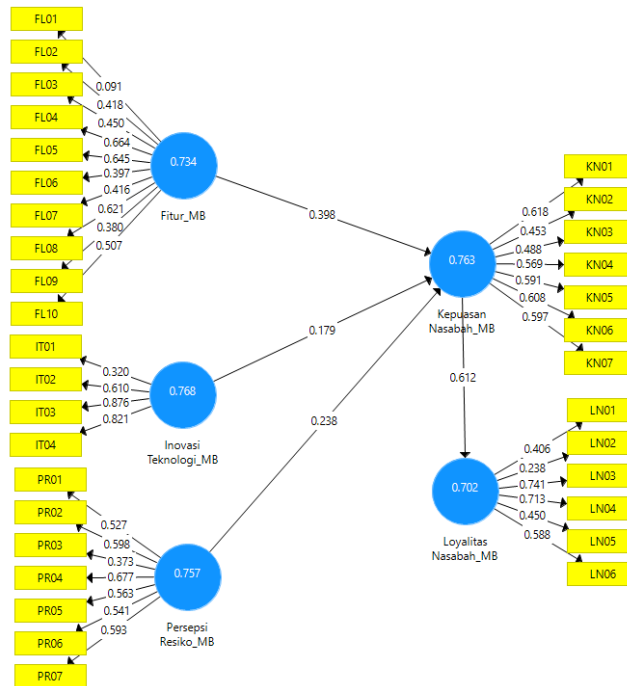 FL01
FL02
FL03
FL04
FL05
FL06
FL07
FL08
FL09
FL10
0.091
0.418
0.450
0.664
0.645
0.397
0.416
0.621
0.380
0.507
0.734
Fitur_MB
0.398
IT01
IT02
IT03
IT04
0.320
0.610
0.876
0.821
0.768
Inovasi
Teknologi_MB
0.179
PR01
PR02
PR03
PR04
PR05
PR06
PR07
0.527
0.598
0.373
0.677
0.563
0.541
0.593
0.757
Persepsi
Resiko_MB
0.238
0.763
Kepuasan
Nasabah_MB
0.618
0.453
0.488
0.569
0.591
0.608
0.597
KN01
KN02
KN03
KN04
KN05
KN06
KN07
0.612
0.702
Loyalitas
Nasabah_MB
0.406
0.238
0.741
0.713
0.450
0.588
LN01
LN02
LN03
LN04
LN05
LN06